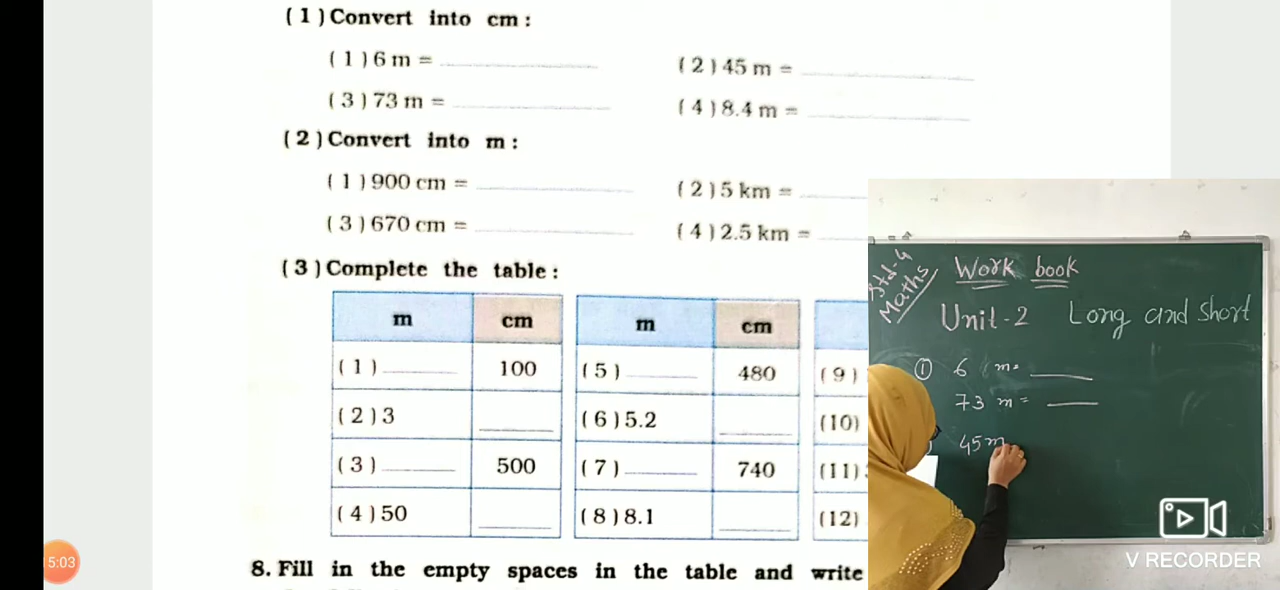 ( 1 ) Convert into cm :
( 1 ) 6 m = ( 2 ) 45 m =
( 3 ) 73 m = ( 4 ) 8.4 m =
( 2 ) Convert into m :
( 1 ) 900 cm = ( 2 ) 5 km =
( 3 ) 670 cm = ( 4 ) 2.5 km =
( 3 ) Complete the table :
m cm m cm
( 1 ) 100 ( 5 ) 480 ( 9 )
( 2 ) 3 ( 6 ) 5.2 (10)
( 3 ) 500 ( 7 ) 740 (11)
( 4 ) 50 ( 8 ) 8.1 (12)
8. Fill in the empty spaces in the table and write
5:03
Std-4
Maths
Work book
Unit-2 Long and Short
① 6 m =
73 m =
45 m
V RECORDER